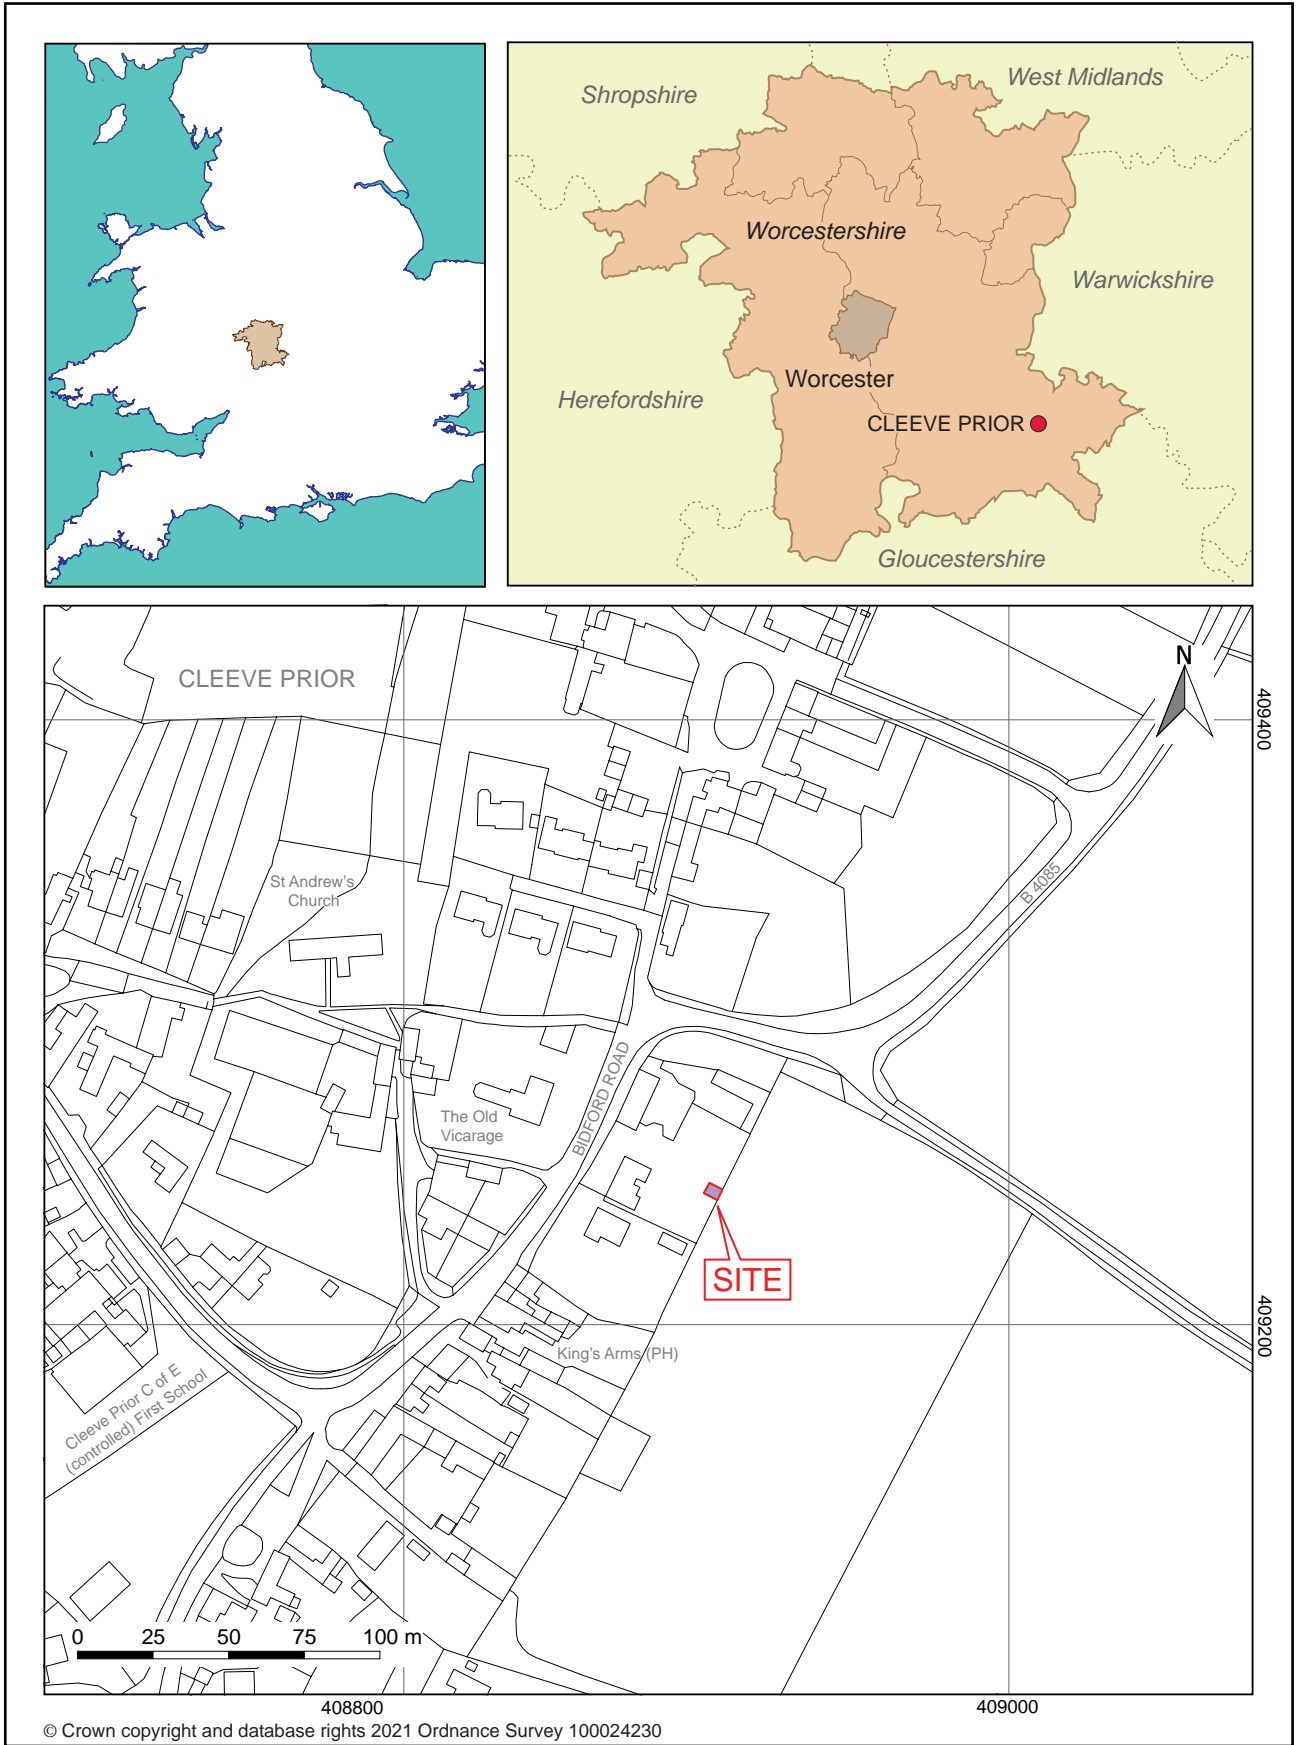 Shropshire
West Midlands
Worcestershire
Warwickshire
Worcester
Herefordshire
CLEEVE PRIOR
Gloucestershire
CLEEVE PRIOR
N
409400
B 4085
St Andrew's
Church
BIDFORD ROAD
The Old
Vicarage
SITE
409200
King's Arms (PH)
Cleeve Prior C of E
(controlled) First School
0 25 50 75 100 m
408800
409000
© Crown copyright and database rights 2021 Ordnance Survey 100024230